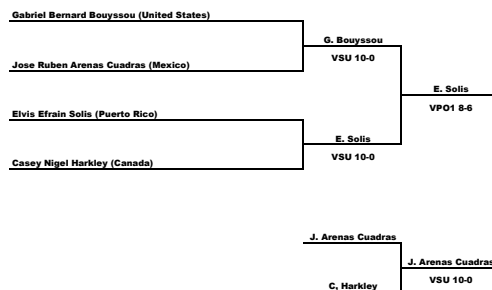 Gabriel Bernard Bouyssou (United States)
G. Bouyssou
VSU 10-0
Jose Ruben Arenas Cuadras (Mexico)
E. Solis
VPO1 8-6
Elvis Efrain Solis (Puerto Rico)
E. Solis
VSU 10-0
Casey Nigel Harkley (Canada)
J. Arenas Cuadras
J. Arenas Cuadras
VSU 10-0
C, Harkley